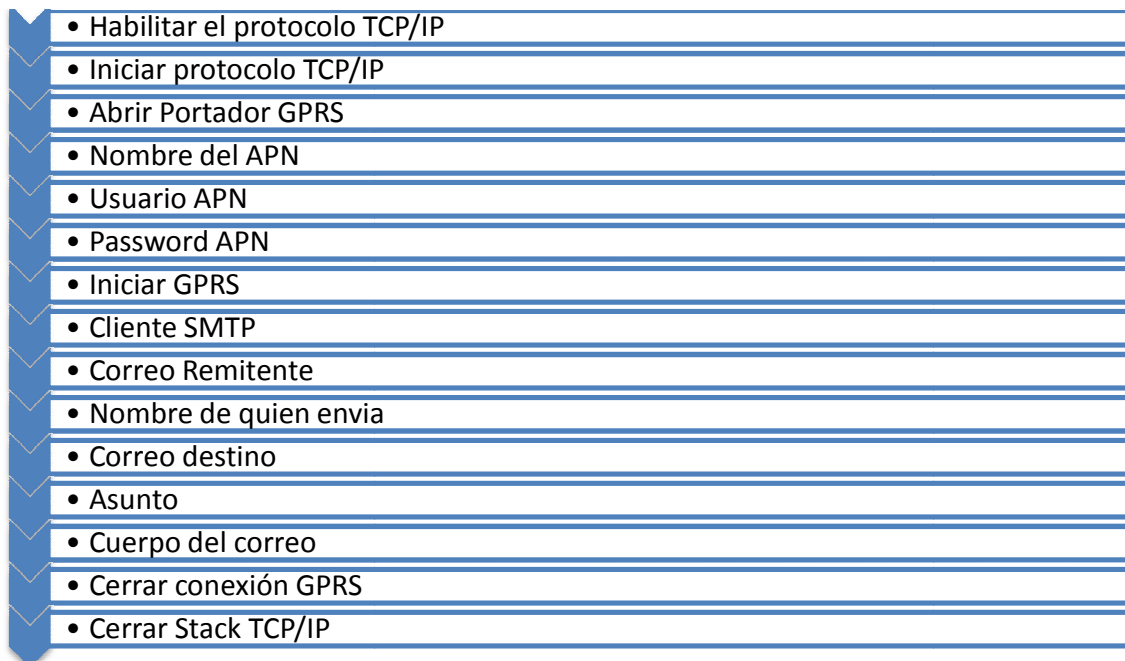 • Habilitar el protocolo TCP/IP
• Iniciar protocolo TCP/IP
• Abrir Portador GPRS
• Nombre del APN
• Usuario APN
• Password APN
• Iniciar GPRS
• Cliente SMTP
• Correo Remitente
• Nombre de quien envia
• Correo destino
• Asunto
• Cuerpo del correo
• Cerrar conexión GPRS
• Cerrar Stack TCP/IP